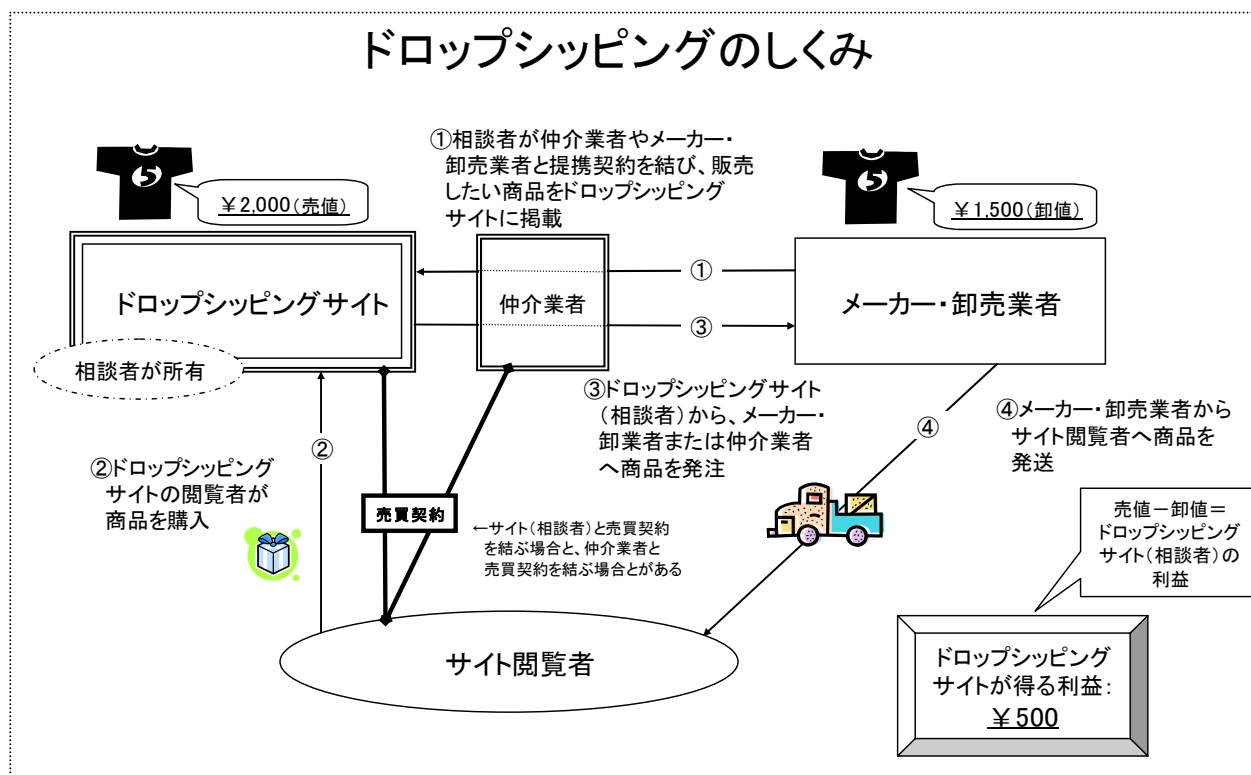 ドロップシッピングのしくみ
①相談者が仲介業者やメーカー・
卸売業者と提携契約を結び、販売
したい商品をドロップシッピング
サイトに掲載
5
￥2,000(売値)
5
￥1,500(卸値)
ドロップシッピングサイト
相談者が所有
仲介業者
メーカー・卸売業者
①
③
③ドロップシッピングサイト
(相談者)から、メーカー・
卸業者または仲介業者
へ商品を発注
④
④メーカー・卸売業者から
サイト閲覧者へ商品を
発送
②
②ドロップシッピング
サイトの閲覧者が
商品を購入
売買契約
←サイト(相談者)と売買契約
を結ぶ場合と、仲介業者と
売買契約を結ぶ場合とがある
売値－卸値＝
ドロップシッピング
サイト(相談者)の
利益
サイト閲覧者
ドロップシッピング
サイトが得る利益:
￥500